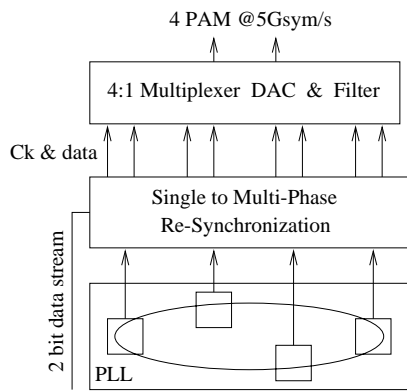 4 PAM @5Gsym/s
4:1 Multiplexer DAC & Filter
Ck & data
Single to Multi-Phase
Re-Synchronization
2 bit data stream
PLL